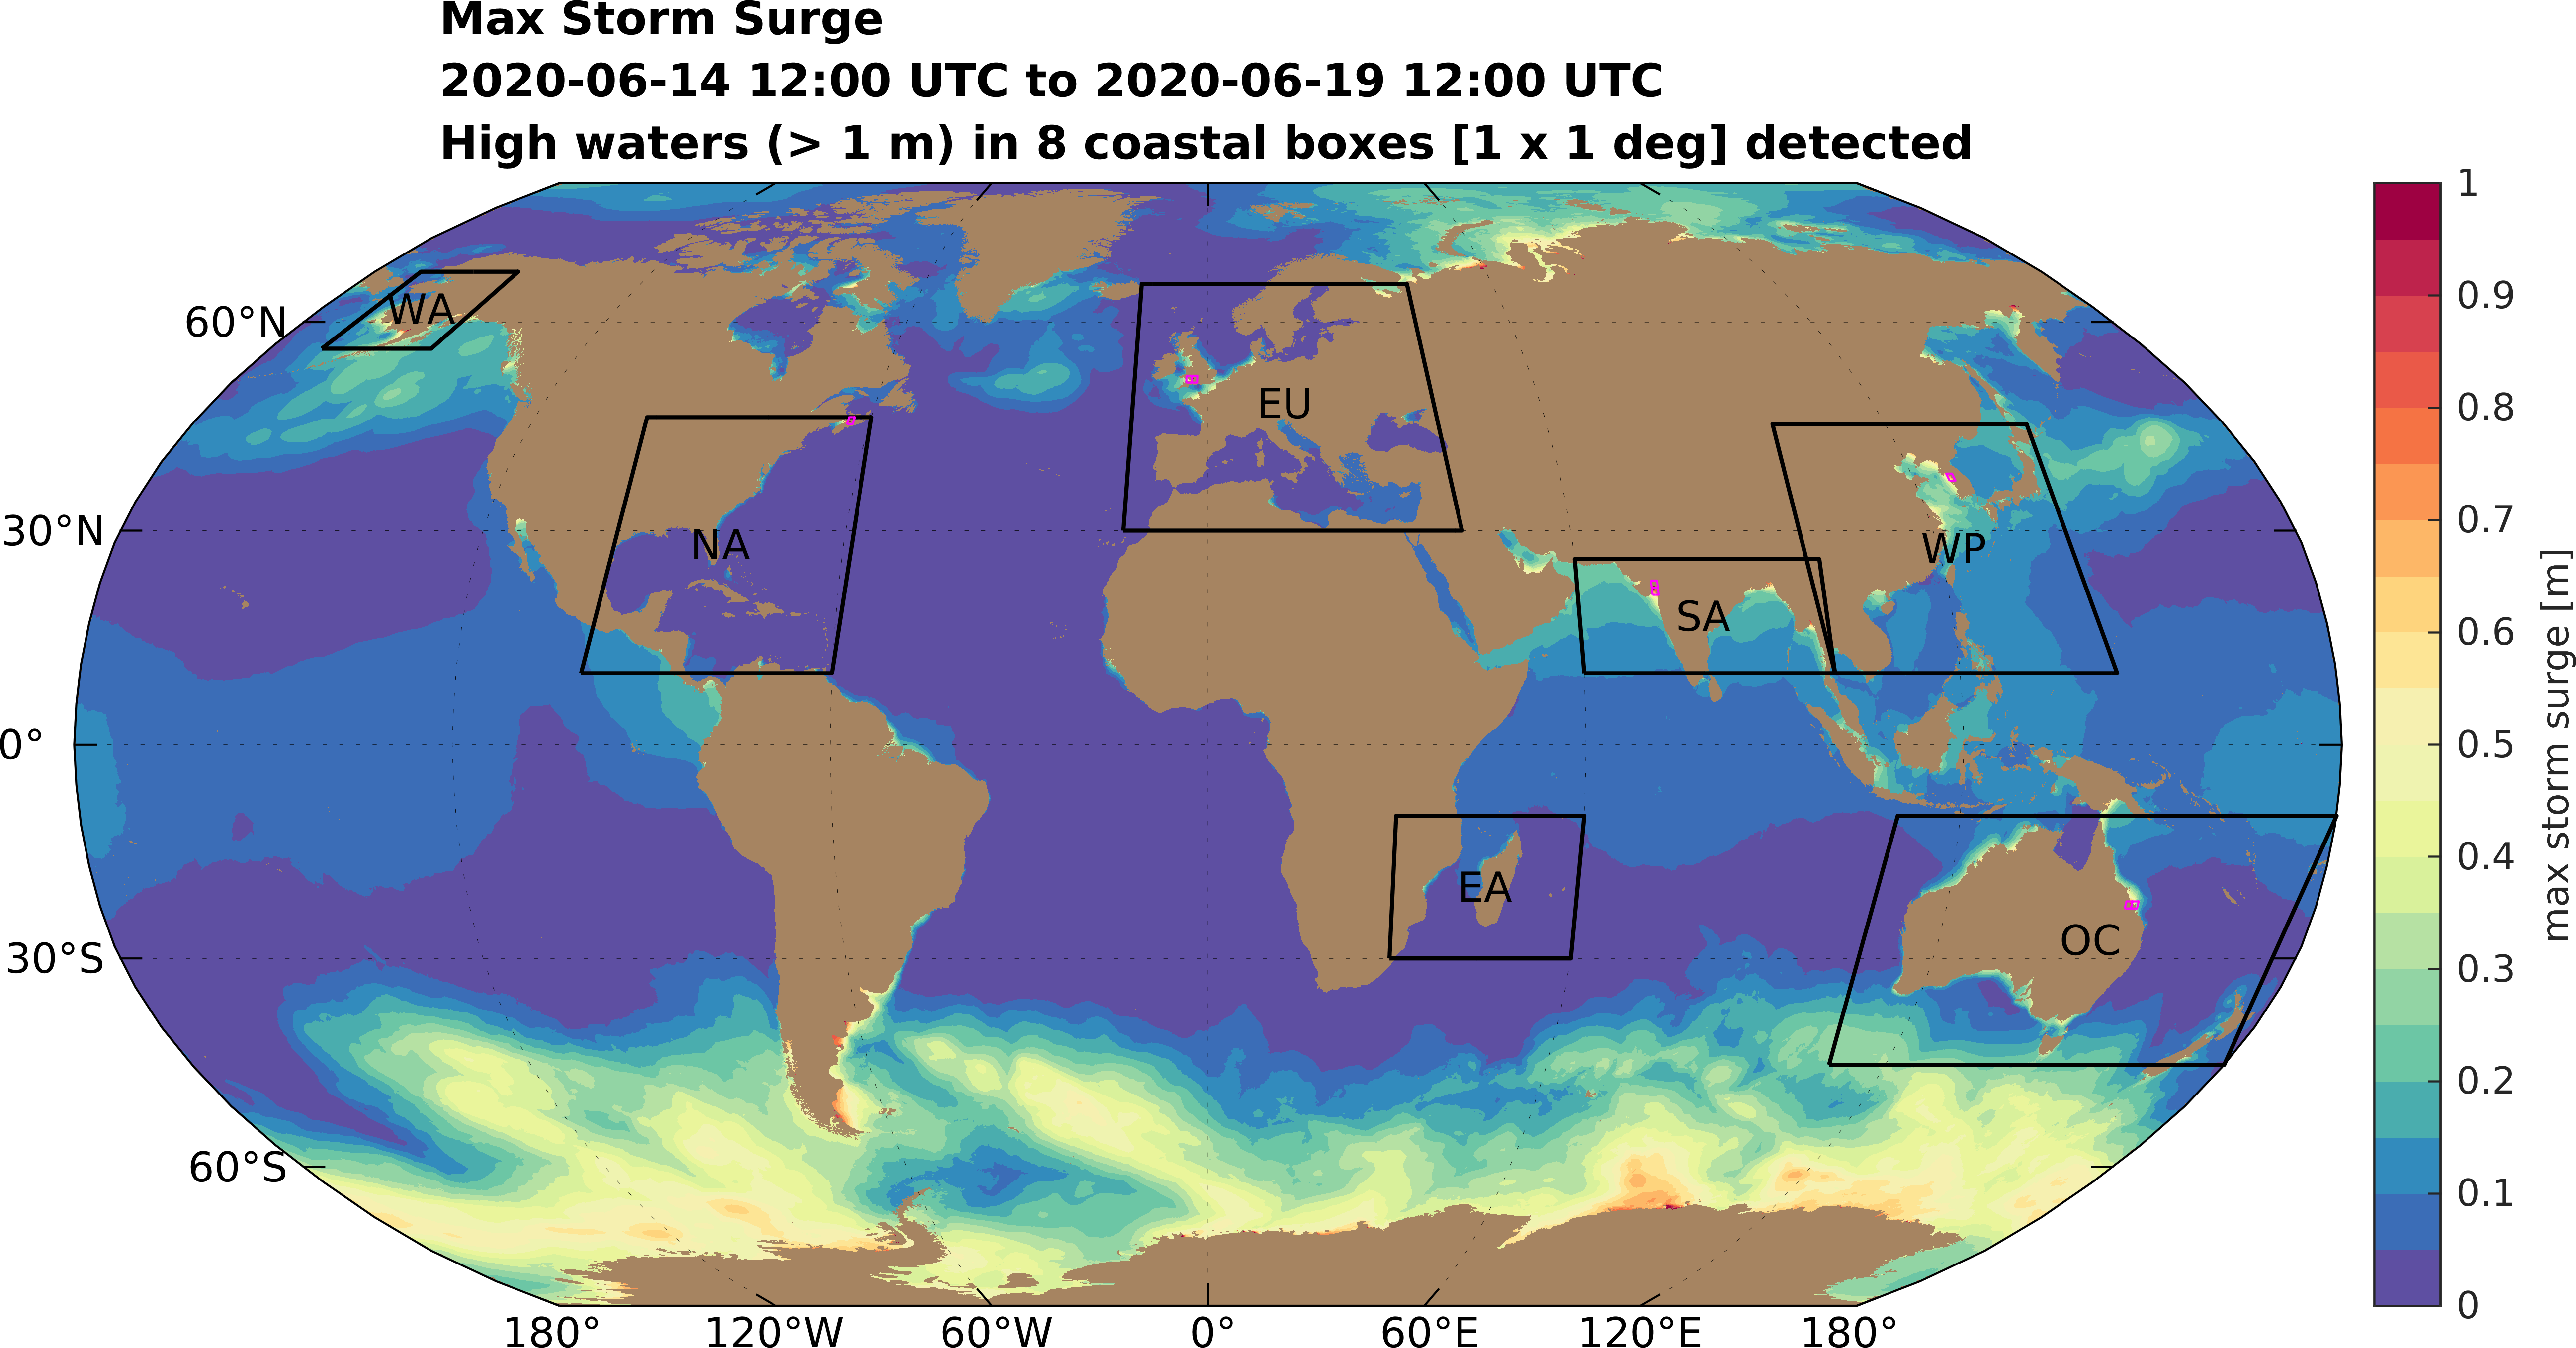 Max Storm Surge
2020-06-14 12:00 UTC to 2020-06-19 12:00 UTC
High waters (> 1 m) in 8 coastal boxes [1 x 1 deg] detected
60°N
30°N
0°
30°S
60°S
WA
NA
EU
SA
WP
EA
OC
180°
120°W
60°W
0°
60°E
120°E
180°
1
0.9
0.8
0.7
0.6
0.5
0.4
0.3
0.2
0.1
0
max storm surge [m]